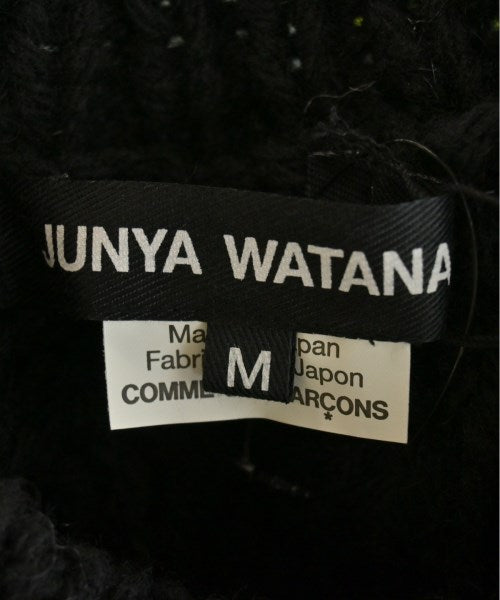 JUNYA WATANA
Ma pan
Fabri Japon
M
COMME ARÇONS
*